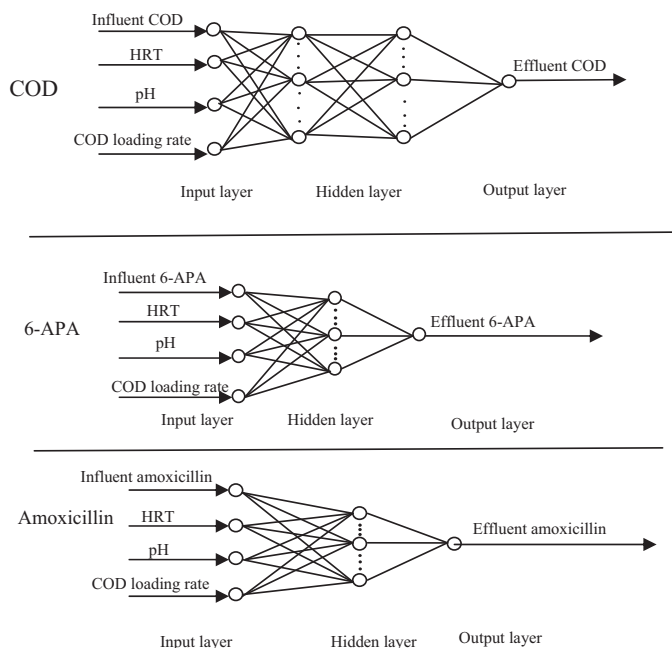 Influent COD
HRT
COD
pH
COD loading rate
Effluent COD
Input layer
Hidden layer
Output layer
Influent 6-APA
HRT
6-APA
pH
COD loading rate
Effluent 6-APA
Input layer
Hidden layer
Output layer
Influent amoxicillin
Amoxicillin
HRT
pH
COD loading rate
Effluent amoxicillin
Input layer
Hidden layer
Output layer